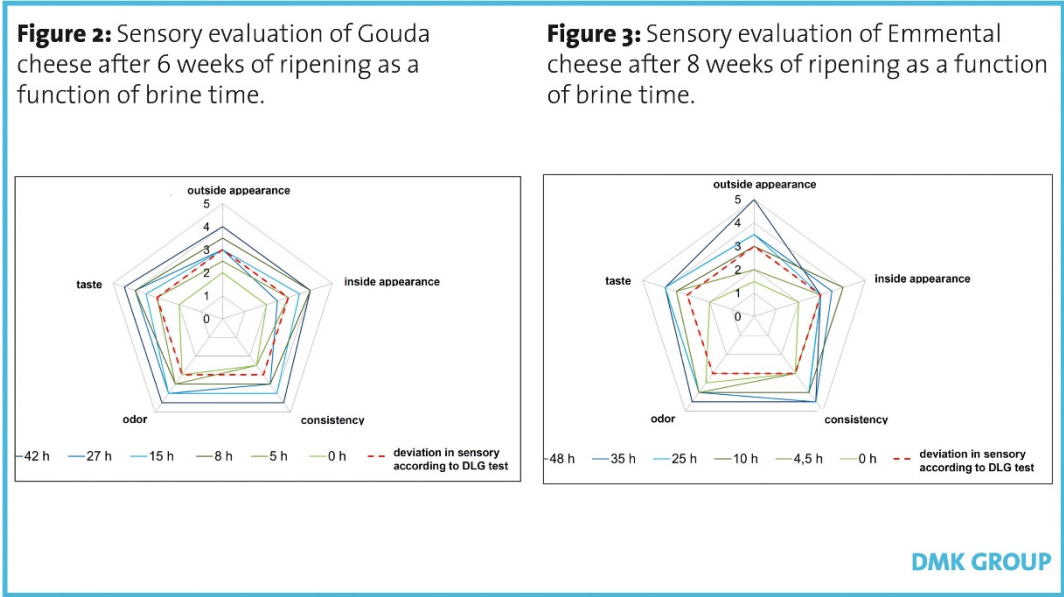 Figure 2: Sensory evaluation of Gouda
cheese after 6 weeks of ripening as a
function of brine time.
outside appearance
5
4
3
2
1
0
taste
inside appearance
odor
consistency
42 h 27 h 15 h 8 h 5 h 0 h deviation in sensory
according to DLG test
Figure 3: Sensory evaluation of Emmental
cheese after 8 weeks of ripening as a function
of brine time.
outside appearance
5
4
3
2
1
0
taste
inside appearance
odor
consistency
48 h 35 h 25 h 10 h 4,5 h 0 h deviation in sensory
according to DLG test
DMK GROUP